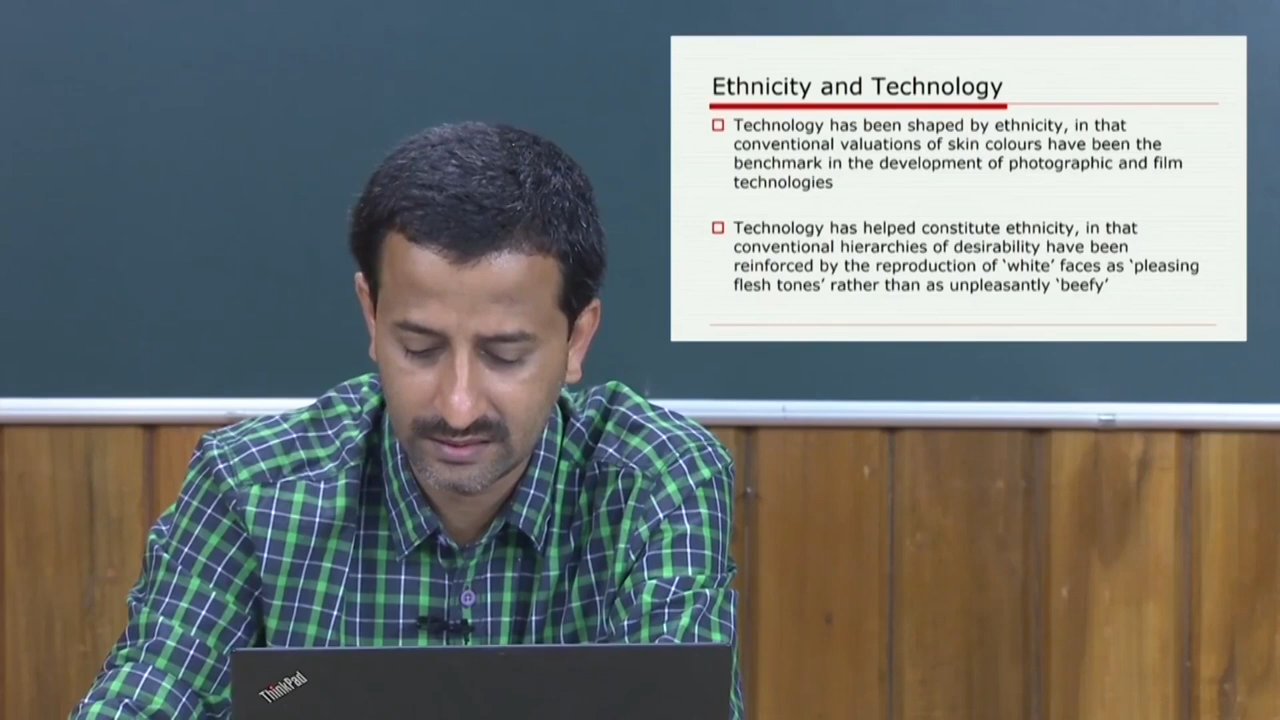 Ethnicity and Technology
Technology has been shaped by ethnicity, in that
conventional valuations of skin colours have been the
benchmark in the development of photographic and film
technologies
Technology has helped constitute ethnicity, in that
conventional hierarchies of desirability have been
reinforced by the reproduction of ‘white’ faces as ‘pleasing
flesh tones’ rather than as unpleasantly ‘beefy’
ThinkPad